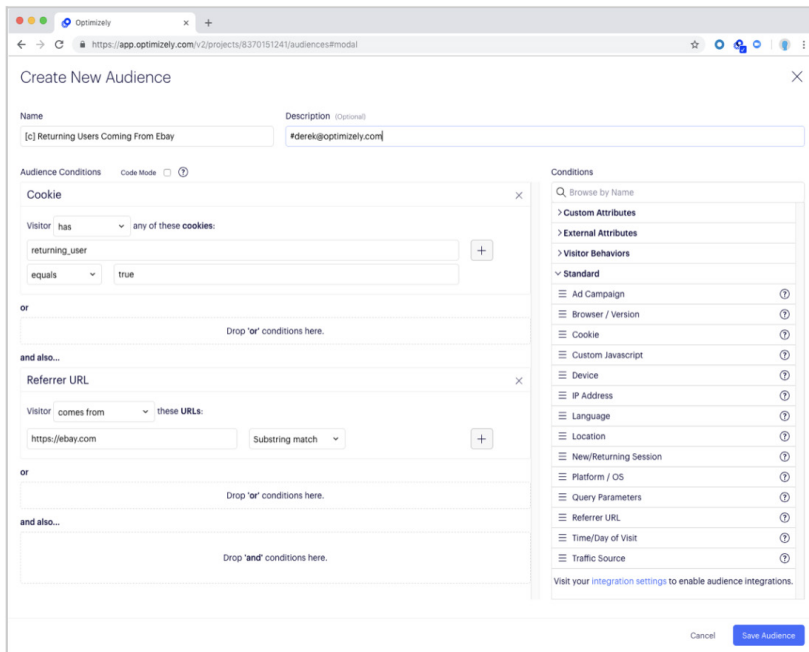 Optimizely
https://app.optimizely.com/v2/projects/8370151241/audiences#modal
Create New Audience
Name
Description (Optional)
[c] Returning Users Coming From Ebay
#derek@optimizely.com
Audience Conditions Code Mode
Conditions
Cookie
Browse by Name
Custom Attributes
External Attributes
Visitor Behaviors
Standard
Visitor has any of these cookies:
returning_user
equals true
or
Drop 'or' conditions here.
and also...
Referrer URL
Visitor comes from these URLs:
https://ebay.com Substring match
or
Drop 'or' conditions here.
and also...
Drop 'and' conditions here.
Ad Campaign
Browser / Version
Cookie
Custom Javascript
Device
IP Address
Language
Location
New/Returning Session
Platform / OS
Query Parameters
Referrer URL
Time/Day of Visit
Traffic Source
Visit your integration settings to enable audience integrations.
Cancel
Save Audience